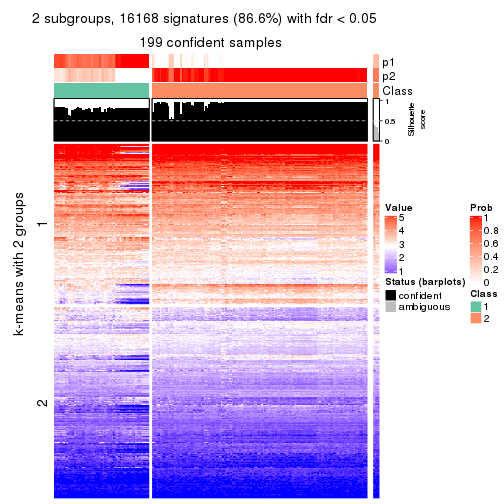 2 subgroups, 16168 signatures (86.6%) with fdr < 0.05
199 confident samples
p1
p2
Class
1
0.5
0
Silhouette
score
k-means with 2 groups
1
2
Value
5
4
3
2
1
Prob
1
0.8
0.6
0.4
0.2
0
Status (barplots)
confident
ambiguous
Class
1
2